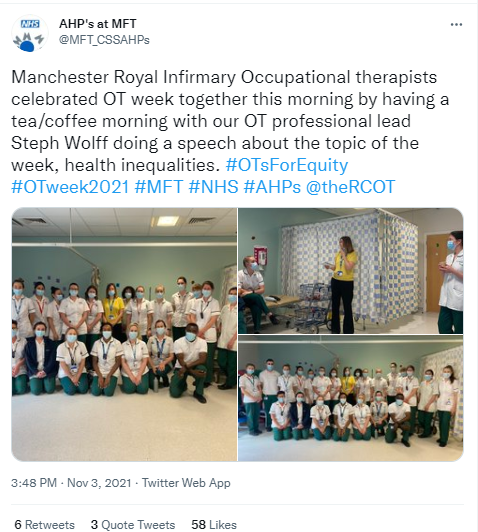 NHS
AHP's at MFT
@MFT_CSSAHPs
Manchester Royal Infirmary Occupational therapists
celebrated OT week together this morning by having a
tea/coffee morning with our OT professional lead
Steph Wolff doing a speech about the topic of the
week, health inequalities. #OTsForEquity
#OTweek2021 #MFT #NHS #AHPs @theRCOT
3:48 PM · Nov 3, 2021 · Twitter Web App
6 Retweets 3 Quote Tweets 58 Likes